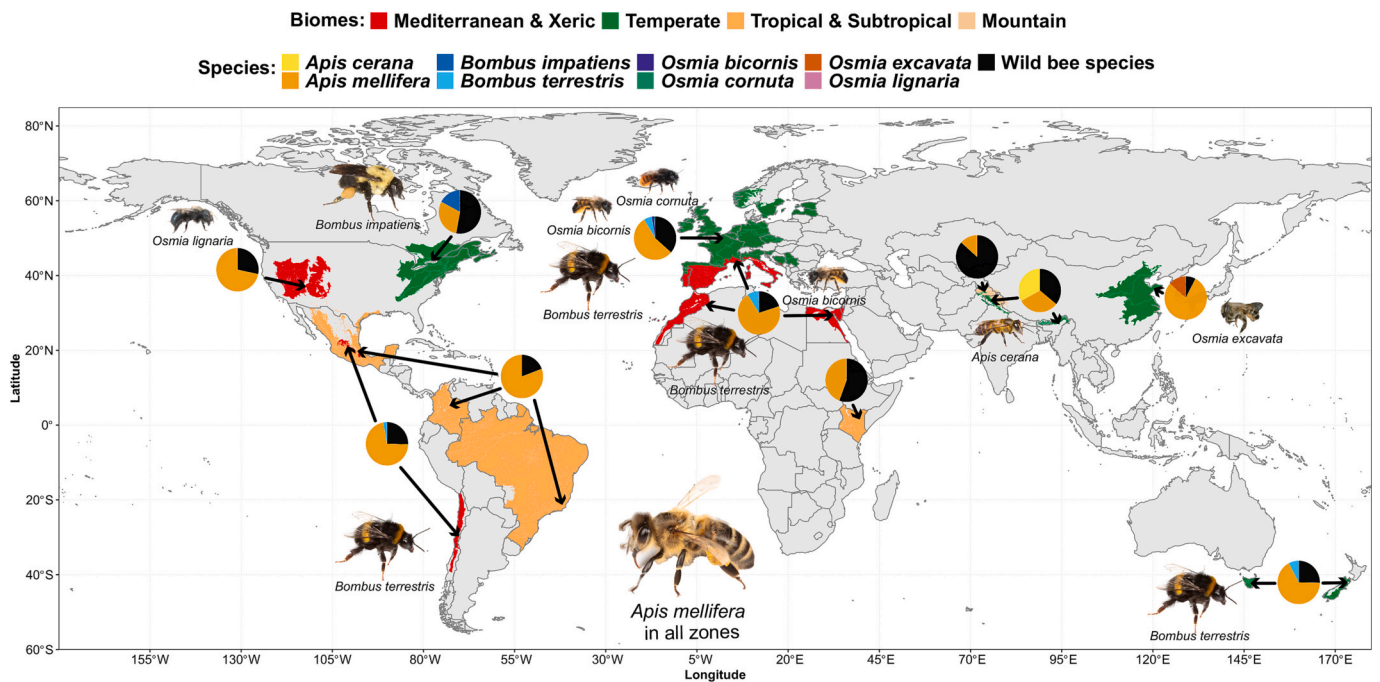 Biomes: Mediterranean & Xeric Temperate Tropical & Subtropical Mountain
Species: Apis cerana Bombus impatiens Osmia bicornis Osmia excavata Wild bee species
Apis mellifera Bombus terrestris Osmia cornuta Osmia lignaria
80°N
60°N
40°N
20°N
0°
20°S
40°S
60°S
Latitude
Osmia cornuta
Bombus impatiens
Osmia bicornis
Osmia lignaria
Osmia bicornis
Bombus terrestris
Osmia excavata
Apis cerana
Bombus terrestris
Bombus terrestris
Apis mellifera
in all zones
Bombus terrestris
155°W 130°W 105°W 80°W 55°W 30°W 5°W 20°E 45°E 70°E 95°E 120°E 145°E 170°E
Longitude